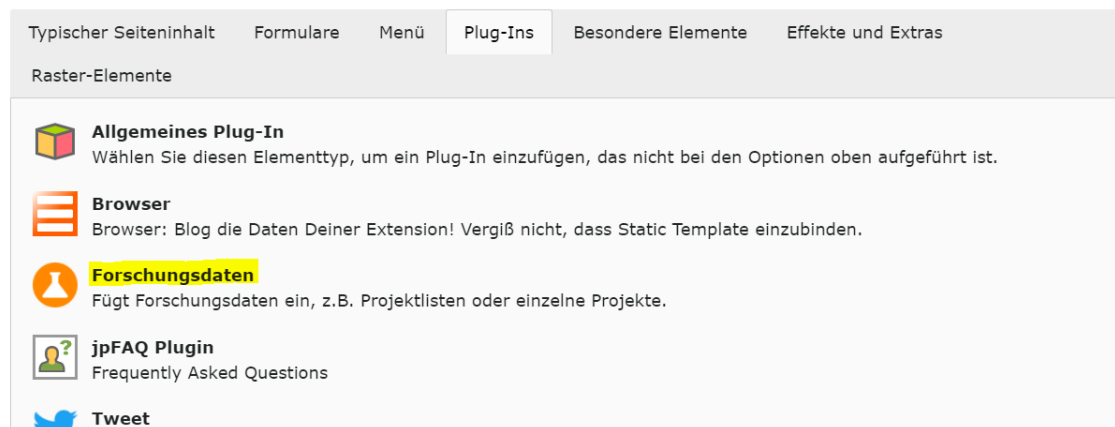 Typischer Seiteninhalt Formulare Menü Plug-Ins Besondere Elemente Effekte und Extras
Raster-Elemente
Allgemeines Plug-In
Wählen Sie diesen Elementtyp, um ein Plug-In einzufügen, das nicht bei den Optionen oben aufgeführt ist.
Browser
Browser: Blog die Daten Deiner Extension! Vergiß nicht, dass Static Template einzubinden.
Forschungsdaten
Fügt Forschungsdaten ein, z.B. Projektlisten oder einzelne Projekte.
jpFAQ Plugin
Frequently Asked Questions
Tweet